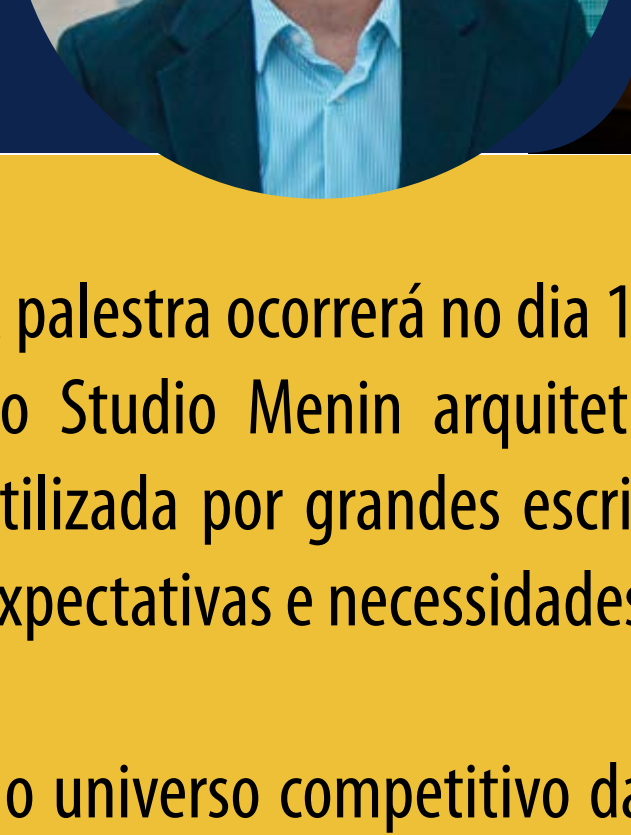 palestra ocorrerá no dia 1
o Studio Menin arquitet
tilizada por grandes escri
xpectativas e necessidades
o universo competitivo da